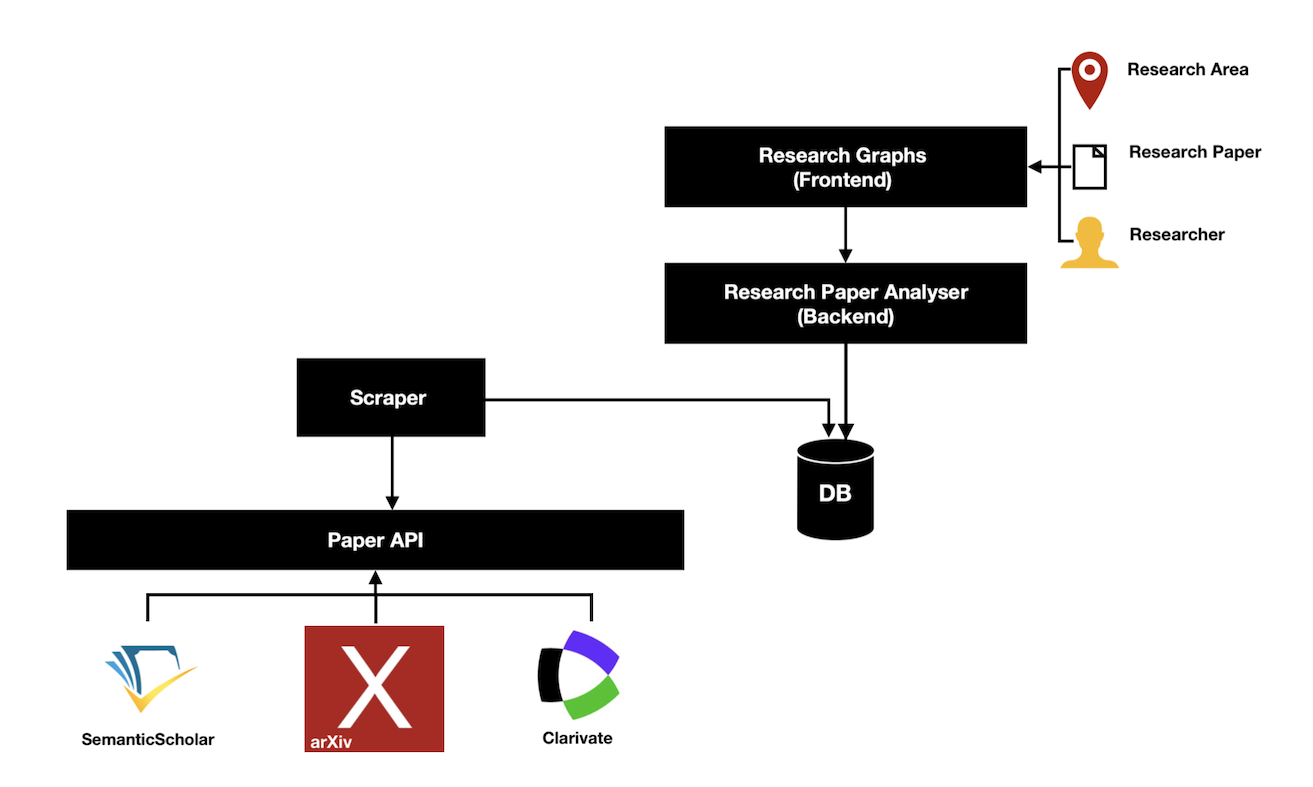 Research Area
Research Graphs
(Frontend)
Research Paper
Researcher
Research Paper Analyser
(Backend)
Scraper
DB
Paper API
X
arXiv
SemanticScholar
Clarivate